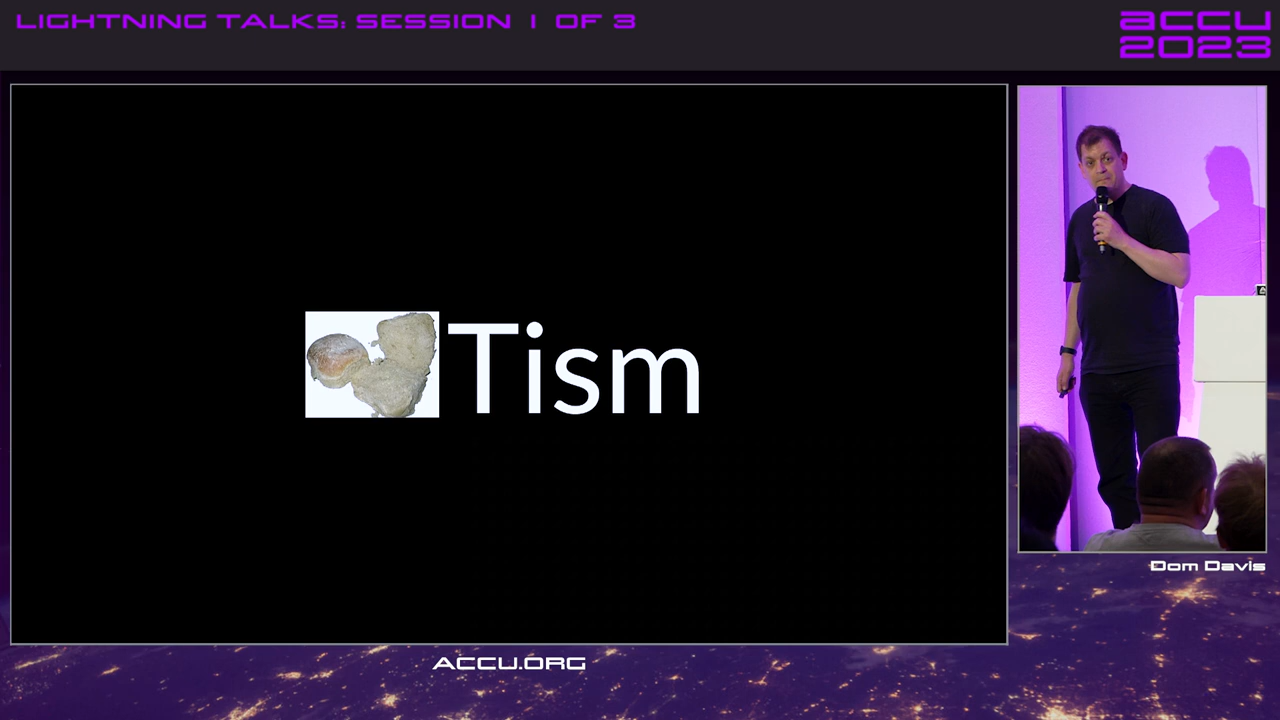 LIGHTNING TALKS: SESSION 1 OF 3
ACCU
2023
Tism
Dom Davis
ACCU.ORG